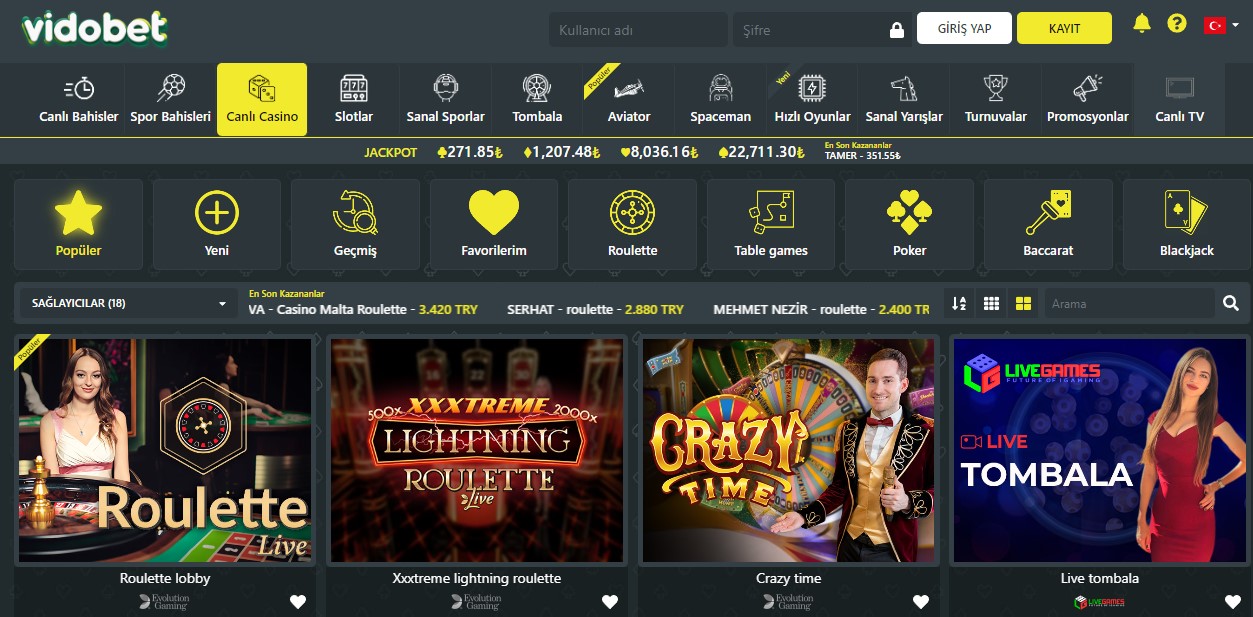 vidobet
Kullanıcı adı
Şifre
GİRİŞ YAP
KAYIT
Canlı Bahisler
Spor Bahisleri
Canlı Casino
777
Slotlar
Sanal Sporlar
Tombala
Popüler
Aviator
Spaceman
Yeni
Hızlı Oyunlar
Sanal Yarışlar
Turnuvalar
Promosyonlar
Canlı TV
JACKPOT
♣271.85₺
♦1,207.48₺
♥8,036.16₺
♠22,711.30₺
En Son Kazananlar
TAMER - 351.55₺
Popüler
Yeni
Geçmiş
Favorilerim
Roulette
Table games
Poker
Baccarat
Blackjack
SAĞLAYICILAR (18)
En Son Kazananlar
VA - Casino Malta Roulette - 3.420 TRY
SERHAT - roulette - 2.880 TRY
MEHMET NEZİR - roulette - 2.400 TR
Arama
Popüler
Roulette
Live
Roulette lobby
Evolution
Gaming
500x XXXTREME 2000x
LIGHTNING
ROULETTE
Live
Xxxtreme lightning roulette
Evolution
Gaming
CRAZY
TIME
Crazy time
Evolution
Gaming
LIVEGAMES
FUTURE OF IGAMING
LIVE
TOMBALA
Live tombala
LIVEGAMES